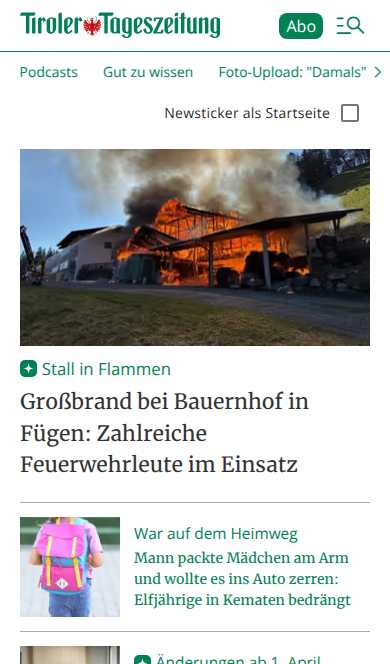 Tiroler Tageszeitung
Abo
Podcasts Gut zu wissen Foto-Upload: "Damals"
Newsticker als Startseite
Stall in Flammen
Großbrand bei Bauernhof in
Fügen: Zahlreiche
Feuerwehrleute im Einsatz
War auf dem Heimweg
Mann packte Mädchen am Arm
und wollte es ins Auto zerren:
Elfjährige in Kematen bedrängt
Änderungen ab 1. April